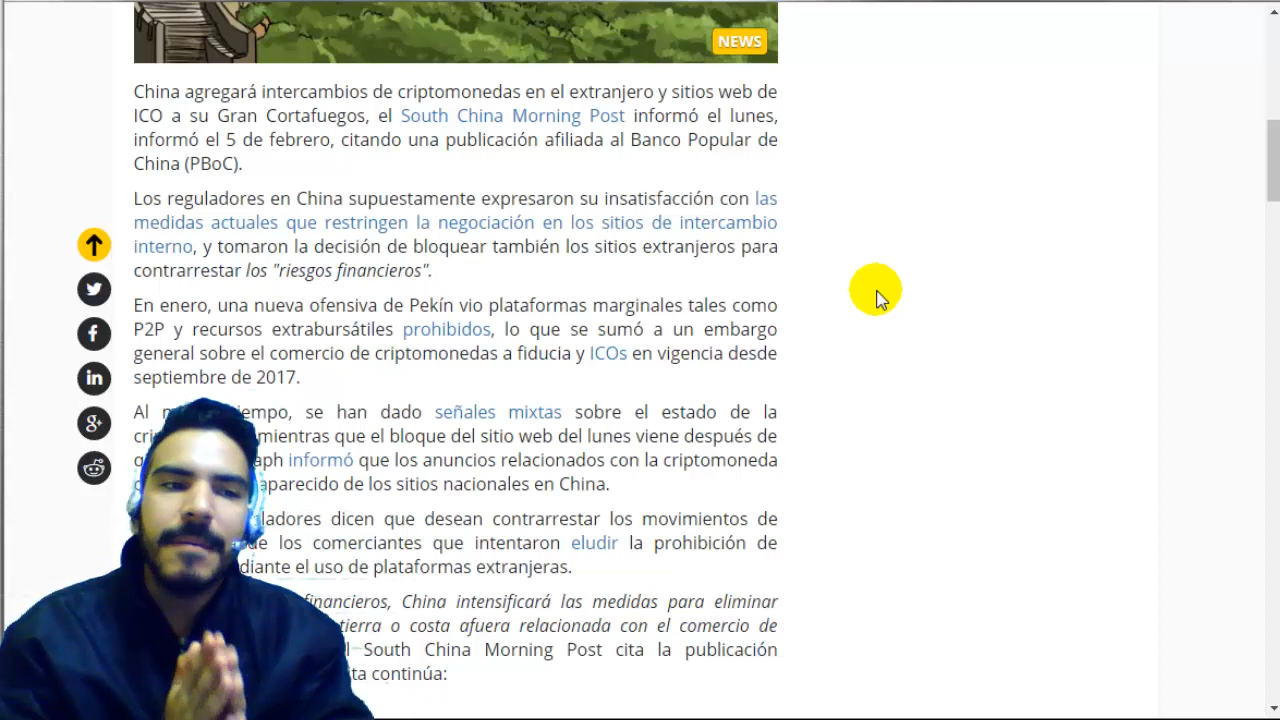 NEWS
China agregará intercambios de criptomonedas en el extranjero y sitios web de
ICO a su Gran Cortafuegos, el South China Morning Post informó el lunes,
informó el 5 de febrero, citando una publicación afiliada al Banco Popular de
China (PBoC).
Los reguladores en China supuestamente expresaron su insatisfacción con las
medidas actuales que restringen la negociación en los sitios de intercambio
interno, y tomaron la decisión de bloquear también los sitios extranjeros para
contrarrestar los "riesgos financieros".
En enero, una nueva ofensiva de Pekín vio plataformas marginales tales como
P2P y recursos extrabursátiles prohibidos, lo que se sumó a un embargo
general sobre el comercio de criptomonedas a fiducia y ICOs en vigencia desde
septiembre de 2017.
Al iempo, se han dado señales mixtas sobre el estado de la
mientras que el bloque del sitio web del lunes viene después de
aph informó que los anuncios relacionados con la criptomoneda
aparecido de los sitios nacionales en China.
ladores dicen que desean contrarrestar los movimientos de
de los comerciantes que intentaron eludir la prohibición de
diante el uso de plataformas extranjeras.
financieros, China intensificará las medidas para eliminar
tierra o costa afuera relacionada con el comercio de
l South China Morning Post cita la publicación
ta continúa: